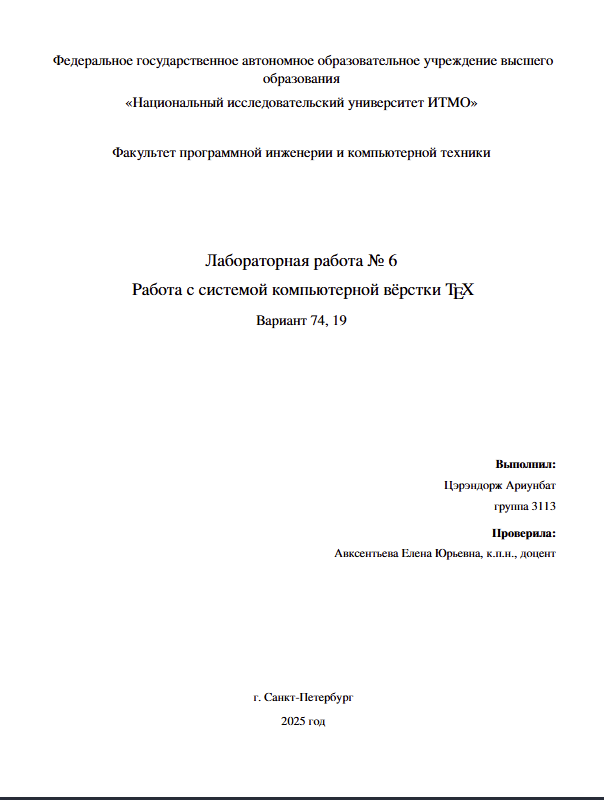 Федеральное государственное автономное образовательное учреждение высшего
образования
«Национальный исследовательский университет ИТМО»
Факультет программной инженерии и компьютерной техники
Лабораторная работа № 6
Работа с системой компьютерной вёрстки TEX
Вариант 74, 19
Выполнил:
Цэрэндорж Ариунбат
группа 3113
Проверила:
Авксентьева Елена Юрьевна, к.п.н., доцент
г. Санкт-Петербург
2025 год